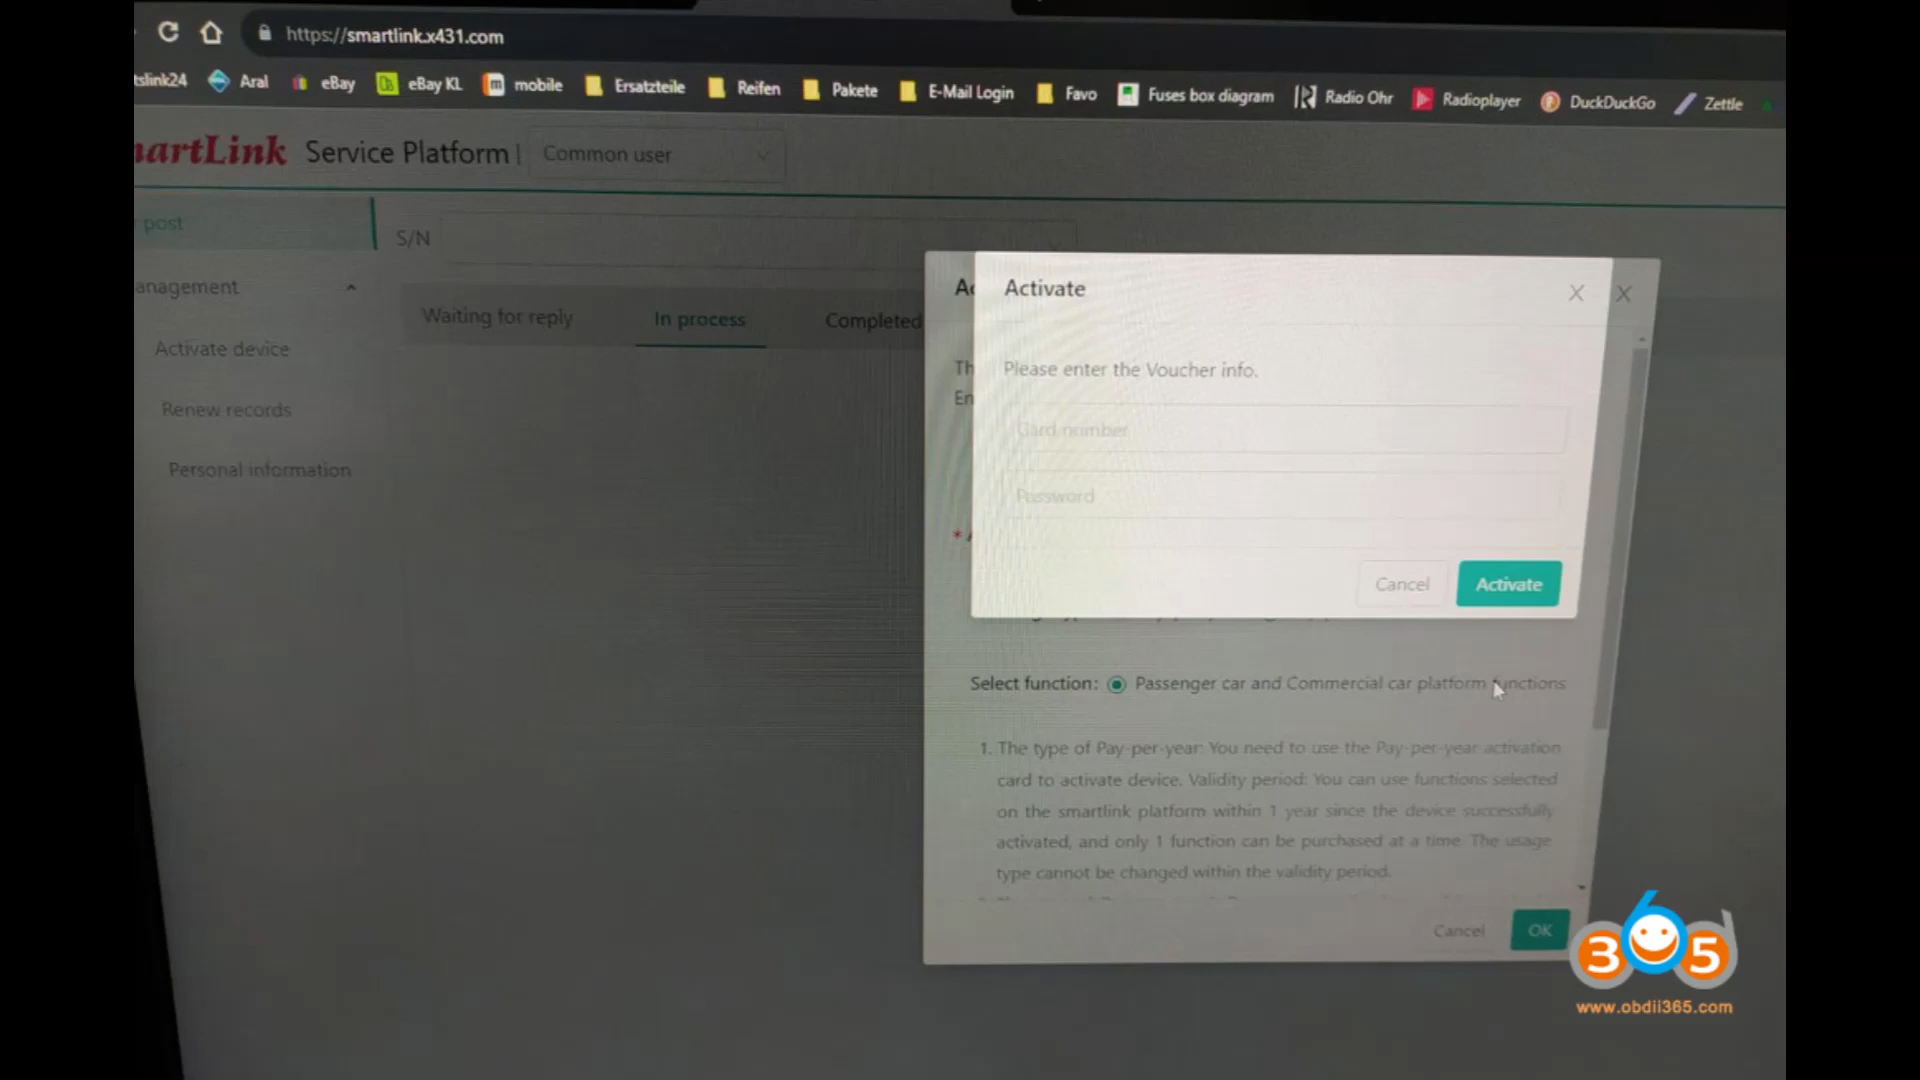 https://smartlink.x431.com
tslink24 Aral eBay eBay KL mobile Ersatzteile Reifen Pakete E-Mail Login Favo Fuses box diagram Radio Ohr Radioplayer DuckDuckGo Zettle
martLink Service Platform | Common user
post
S/N
anagement
Waiting for reply In process Completed
Activate device
Renew records
Personal information
Ac
Activate
Th
En
Please enter the Voucher info.
Card number
Password
*
Cancel Activate
Select function: Passenger car and Commercial car platform functions
1. The type of Pay-per-year: You need to use the Pay-per-year activation
card to activate device. Validity period: You can use functions selected
on the smartlink platform within 1 year since the device successfully
activated, and only 1 function can be purchased at a time. The usage
type cannot be changed within the validity period.
Cancel OK
365
www.obdii365.com